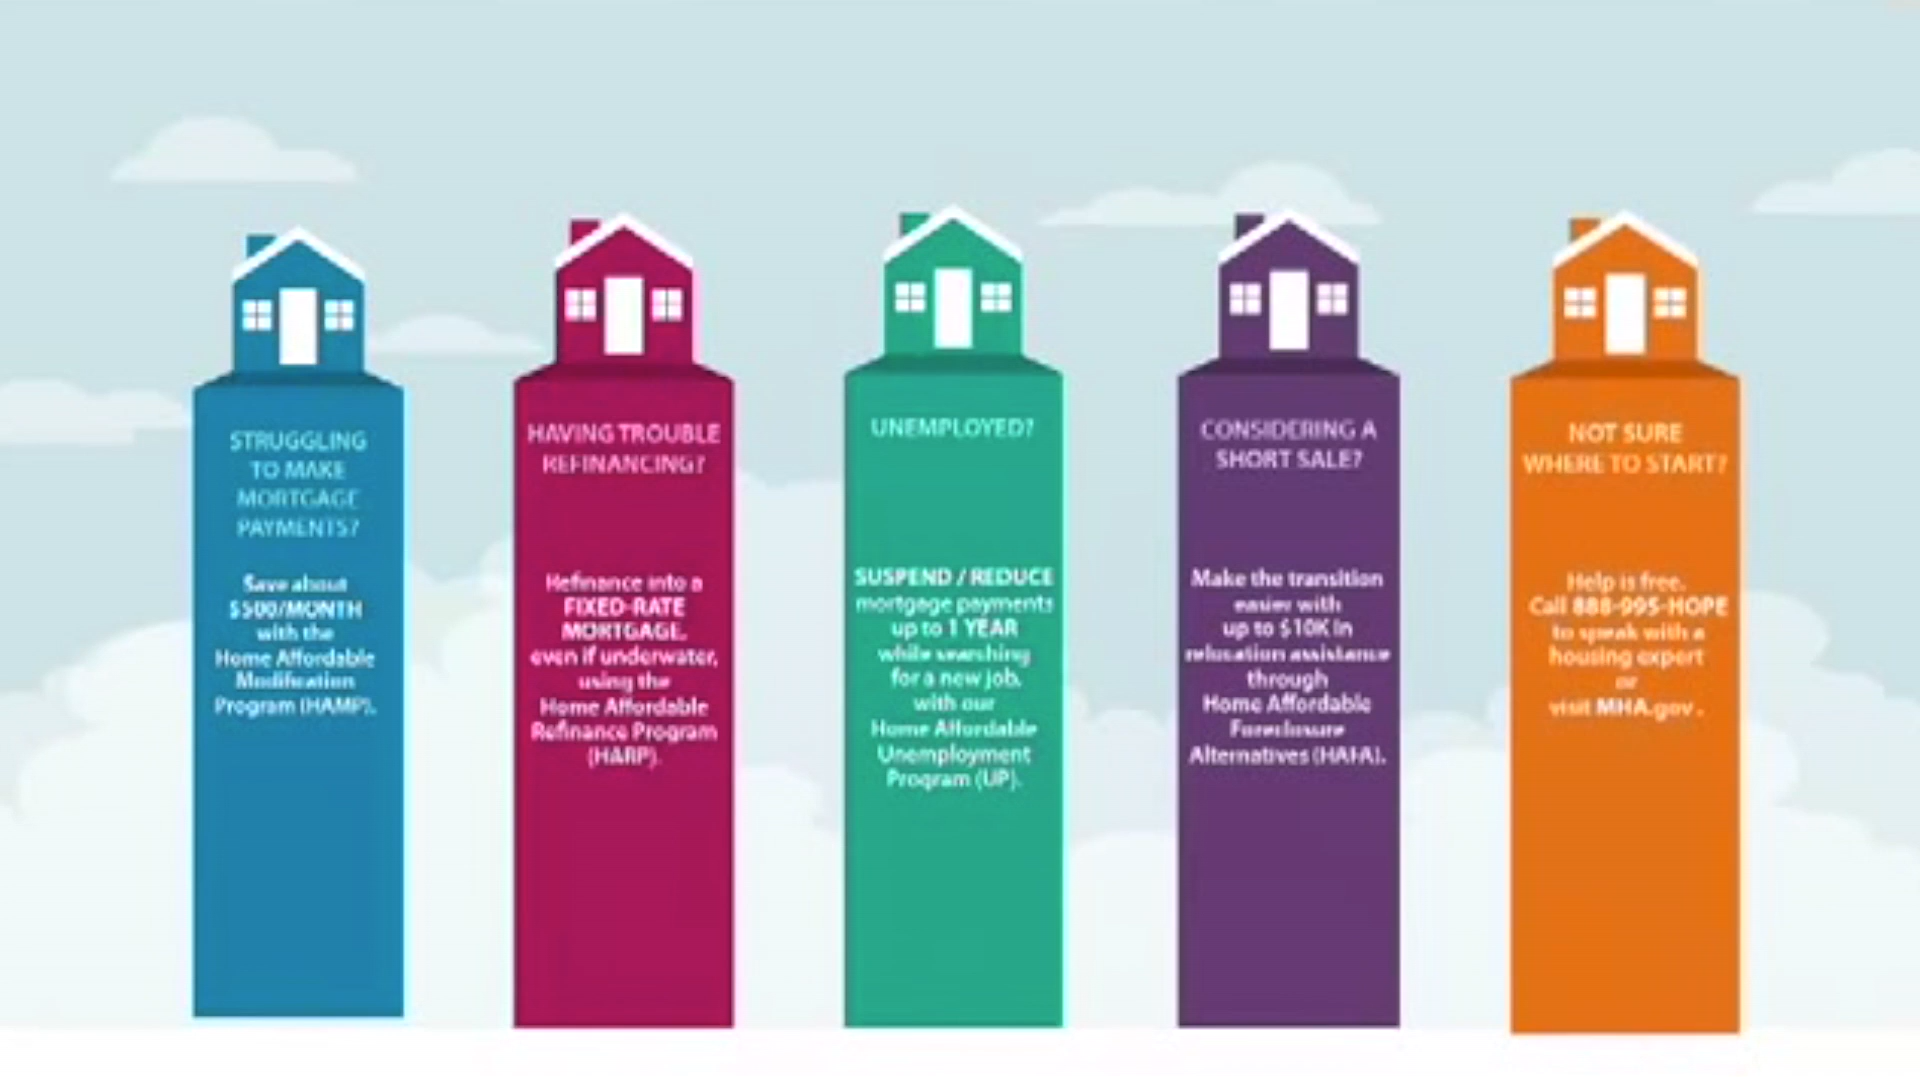 STRUGGLING
TO MAKE
MORTGAGE
PAYMENTS?
Save about
$500/MONTH
with the
Home Affordable
Modification
Program (HAMP).
HAVING TROUBLE
REFINANCING?
Refinance into a
FIXED-RATE
MORTGAGE,
even if underwater,
using the
Home Affordable
Refinance Program
(HARP).
UNEMPLOYED?
SUSPEND / REDUCE
mortgage payments
up to 1 YEAR
while searching
for a new job,
with our
Home Affordable
Unemployment
Program (UP).
CONSIDERING A
SHORT SALE?
Make the transition
easier with
up to $10K in
relocation assistance
through
Home Affordable
Foreclosure
Alternatives (HAFA).
NOT SURE
WHERE TO START?
Help is free.
Call 888-995-HOPE
to speak with a
housing expert
or
visit MHA.gov .